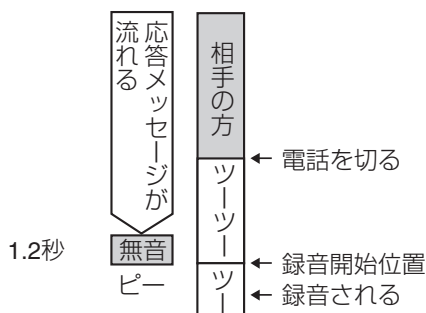 応答メッセージが
流れる
1.2秒
無音
ピー
相手の方
ツーツー
ツー
電話を切る
録音開始位置
録音される